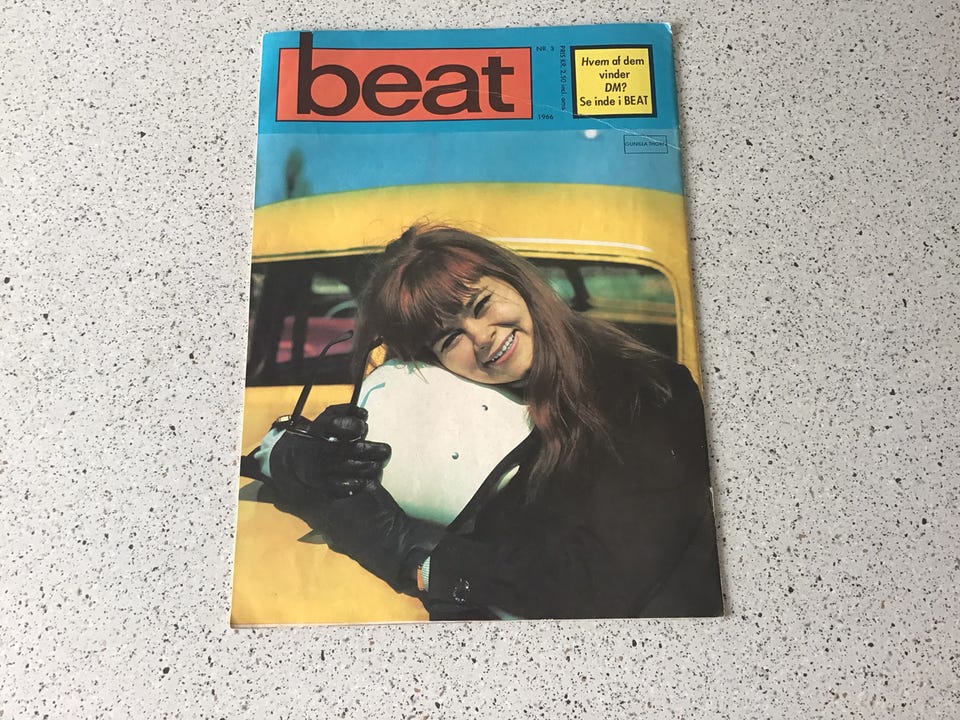 beat
NR. 3
PRIS KR. 2,50 incl. oms.
1966
Hvem af dem
vinder
DM?
Se inde i BEAT
GUNILLA THORN